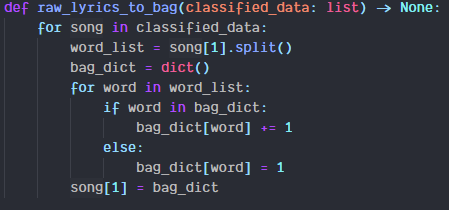 def raw_lyrics_to_bag(classified_data: list) -> None:
    for song in classified_data:
        word_list = song[1].split()
        bag_dict = dict()
        for word in word_list:
            if word in bag_dict:
                bag_dict[word] += 1
            else:
                bag_dict[word] = 1
        song[1] = bag_dict